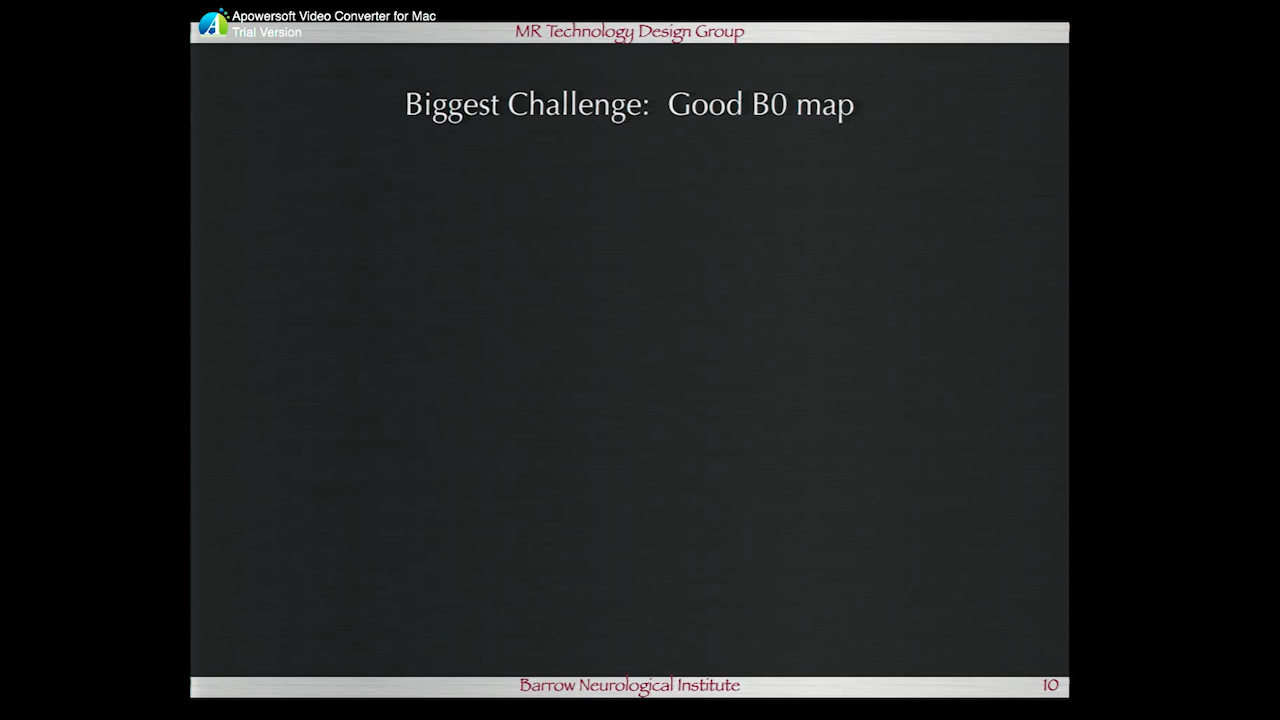 Apowersoft Video Converter for Mac
Trial Version
MR Technology Design Group
Biggest Challenge: Good B0 map
Barrow Neurological Institute
10